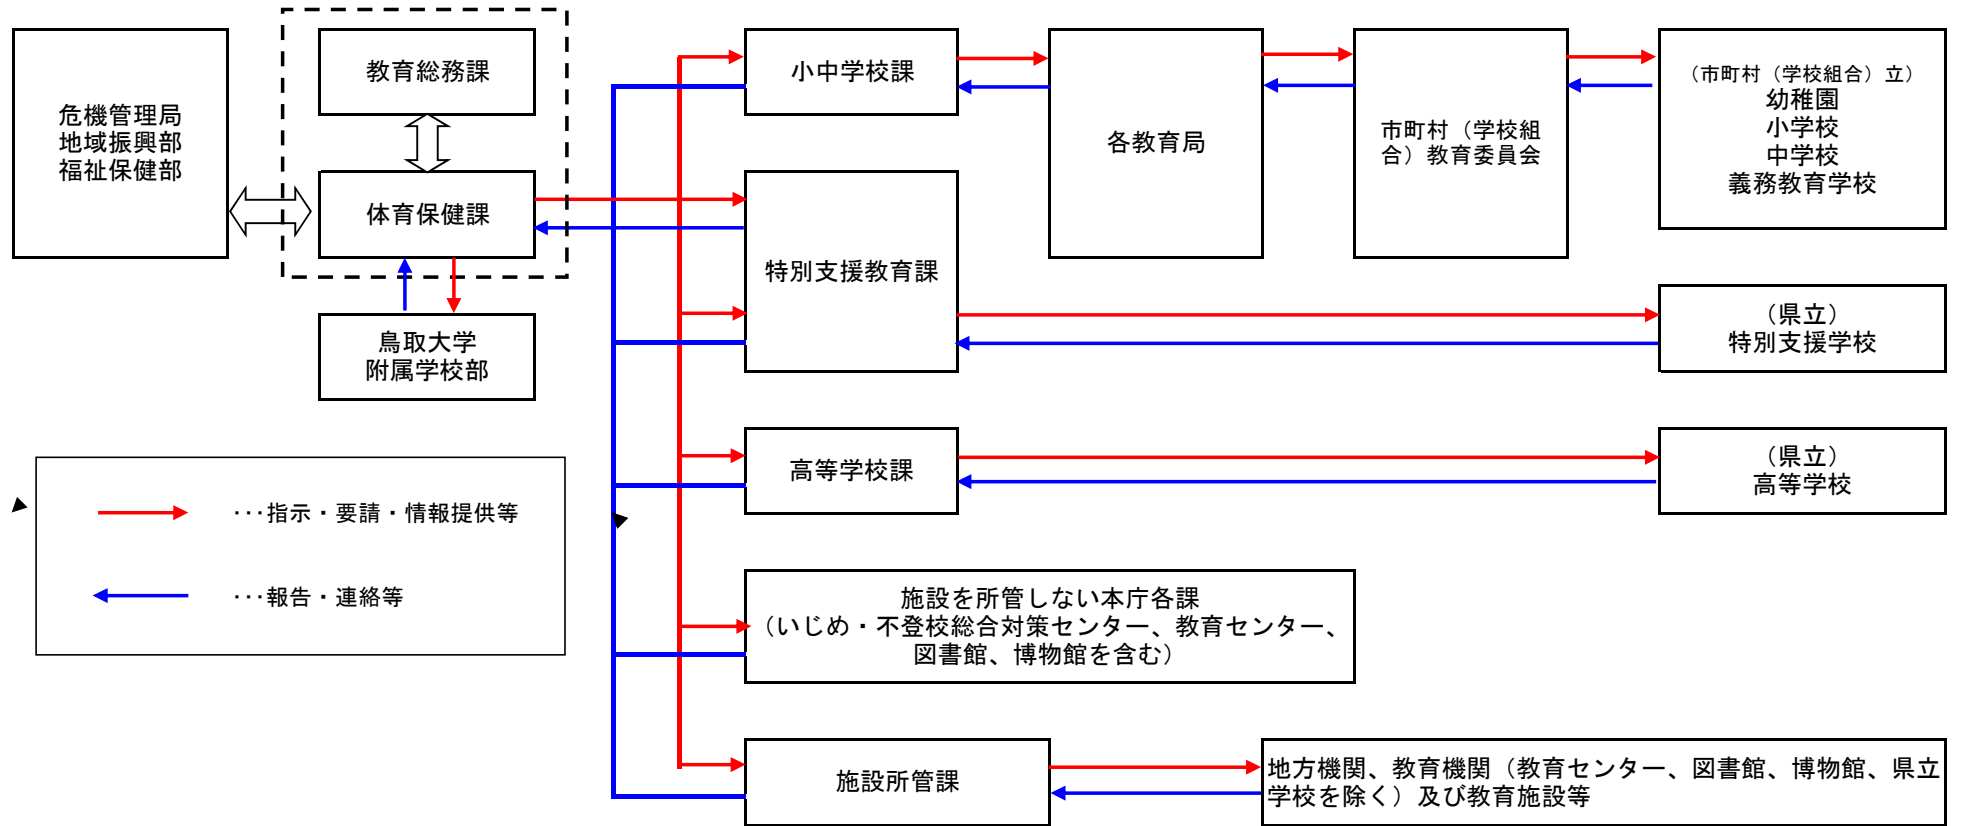 危機管理局
地域振興部
福祉保健部
教育総務課
体育保健課
鳥取大学
附属学校部
小中学校課
各教育局
市町村（学校組
合）教育委員会
（市町村（学校組合）立）
幼稚園
小学校
中学校
義務教育学校
特別支援教育課
（県立）
特別支援学校
高等学校課
（県立）
高等学校
施設を所管しない本庁各課
（いじめ・不登校総合対策センター、教育センター、
図書館、博物館を含む）
施設所管課
地方機関、教育機関（教育センター、図書館、博物館、県立
学校を除く）及び教育施設等
…指示・要請・情報提供等
…報告・連絡等